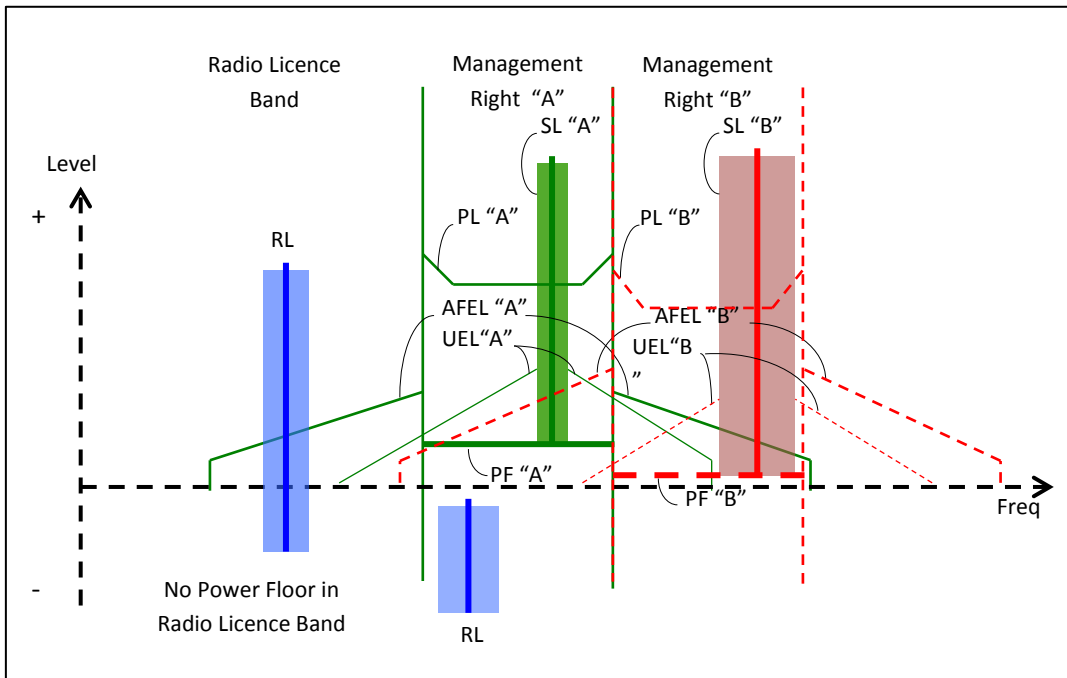 Radio Licence
Band
Management
Right “A”
Management
Right “B”
SL “A”
SL “B”
Level
+
PL “A”
PL “B”
RL
AFEL “A”
AFEL “B”
UEL“A”
UEL“B
”
PF “A”
PF “B”
Freq
-
No Power Floor in
Radio Licence Band
RL